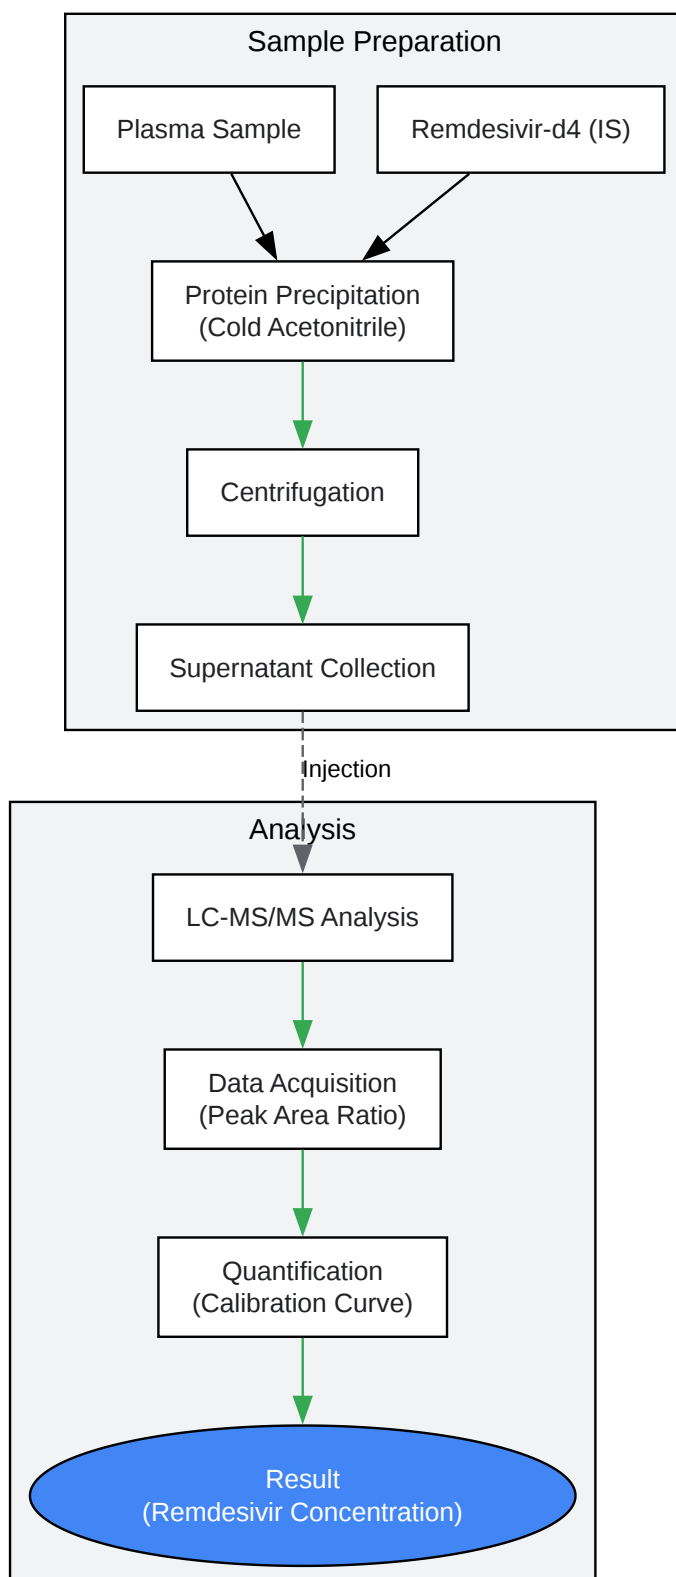 Sample Preparation
Plasma Sample
Remdesivir-d4 (IS)
Protein Precipitation
(Cold Acetonitrile)
Centrifugation
Supernatant Collection
Injection
Analysis
LC-MS/MS Analysis
Data Acquisition
(Peak Area Ratio)
Quantification
(Calibration Curve)
Result
(Remdesivir Concentration)